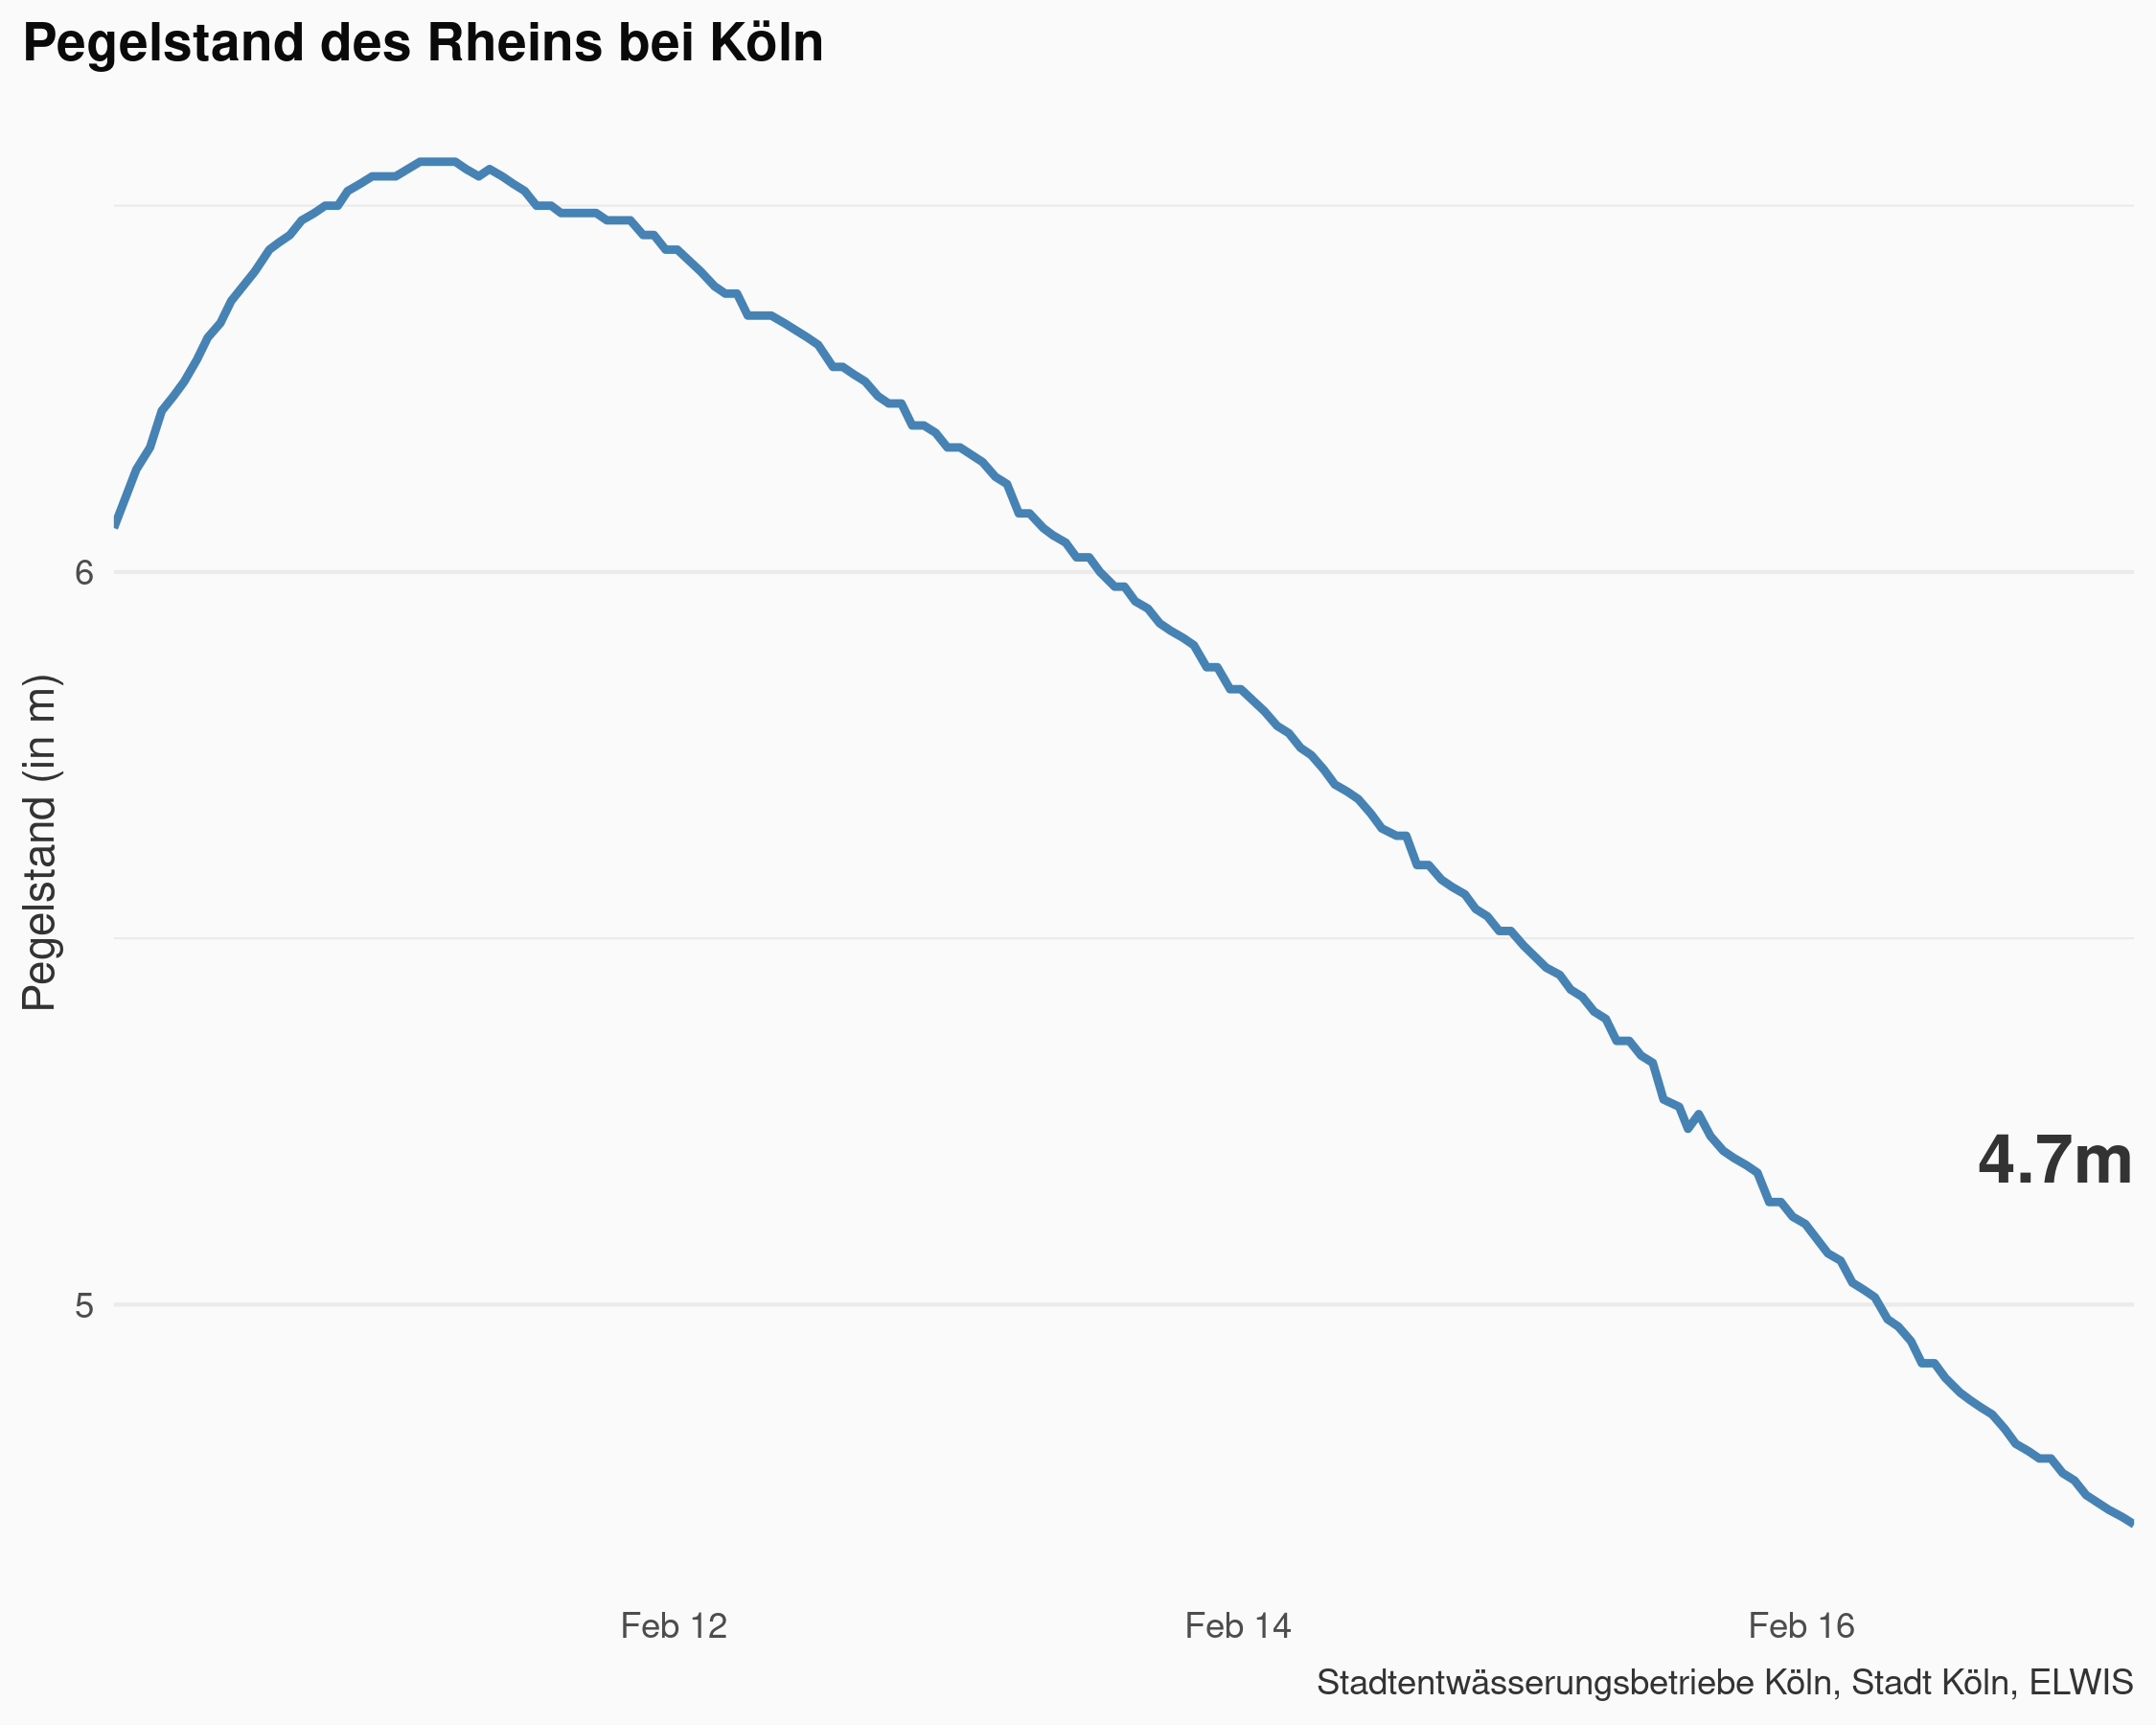 Pegelstand des Rheins bei Köln
Pegelstand (in m)
6
5
4.7m
Feb 12
Feb 14
Feb 16
Stadtentwässerungsbetriebe Köln, Stadt Köln, ELWIS